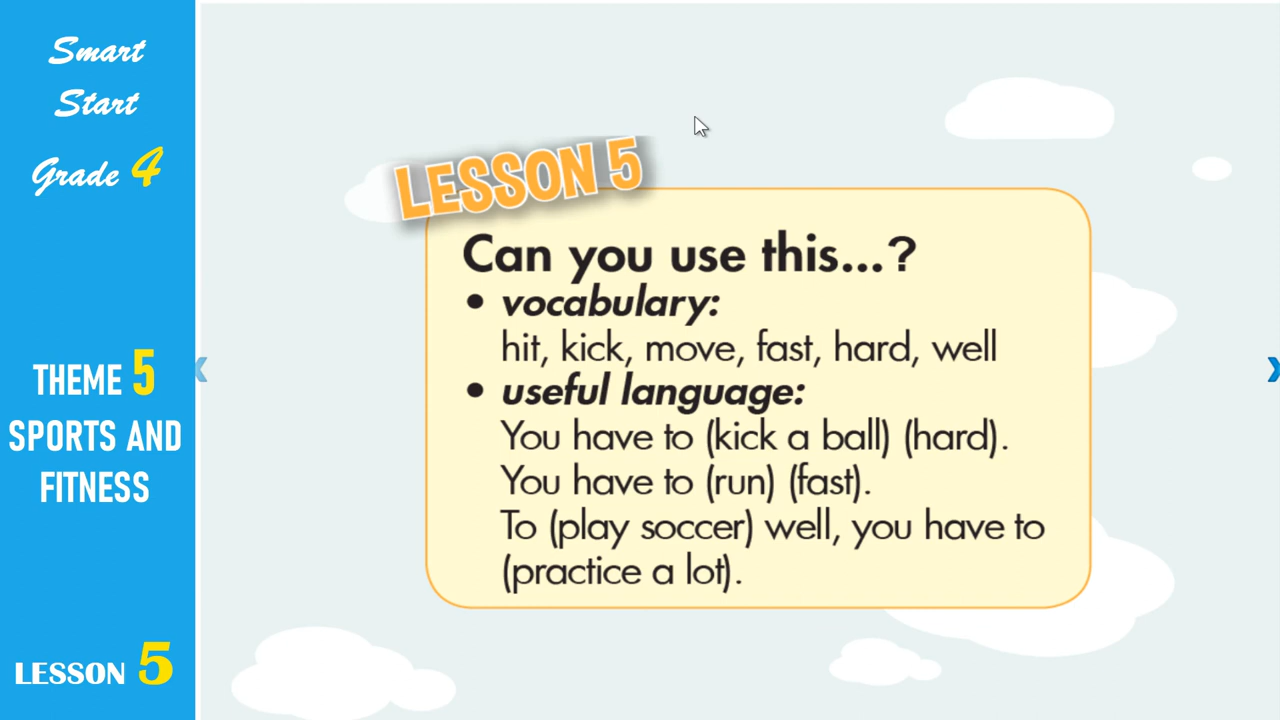 Smart
Start
Grade 4
THEME 5
SPORTS AND
FITNESS
LESSON 5
LESSON 5
Can you use this...?
• vocabulary:
hit, kick, move, fast, hard, well
• useful language:
You have to (kick a ball) (hard).
You have to (run) (fast).
To (play soccer) well, you have to
(practice a lot).